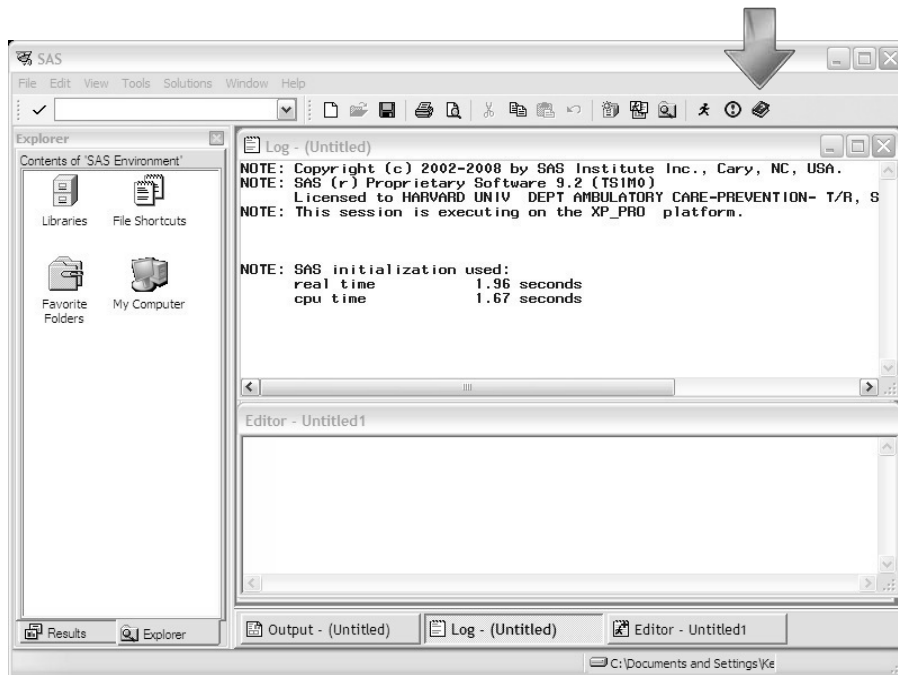 SAS
File Edit View Tools Solutions Window Help
Explorer
Contents of 'SAS Environment'
Libraries File Shortcuts
Favorite Folders My Computer
Log - (Untitled)
NOTE: Copyright (c) 2002-2008 by SAS Institute Inc., Cary, NC, USA.
NOTE: SAS (r) Proprietary Software 9.2 (TS1M0)
Licensed to HARVARD UNIV DEPT AMBULATORY CARE-PREVENTION- T/R, S
NOTE: This session is executing on the XP_PRO platform.
NOTE: SAS initialization used:
real time 1.96 seconds
cpu time 1.67 seconds
Editor - Untitled1
Results Explorer
Output - (Untitled) Log - (Untitled) Editor - Untitled1
C:\Documents and Settings\Ke